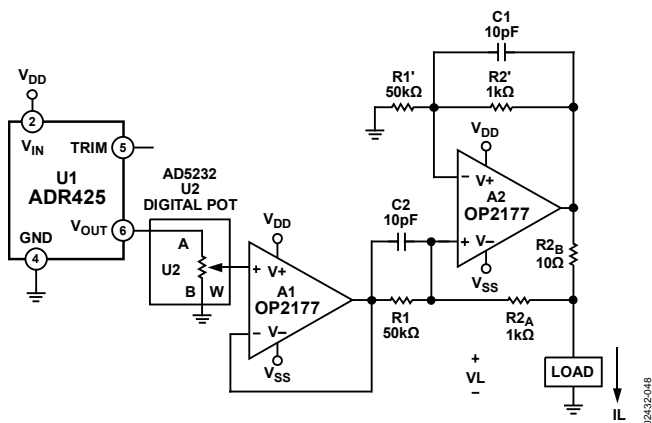 C1
10pF
R1'
50kΩ
R2'
1kΩ
VDD
2
VIN
TRIM
5
U1
ADR425
VOUT
6
GND
4
AD5232
U2
DIGITAL POT
A
U2
B
W
VDD
+
V+
A1
OP2177
−
V−
VSS
C2
10pF
VDD
−
V+
A2
OP2177
+
V−
VSS
R2B
10Ω
R1
50kΩ
R2A
1kΩ
+
VL
−
LOAD
IL
02432-048